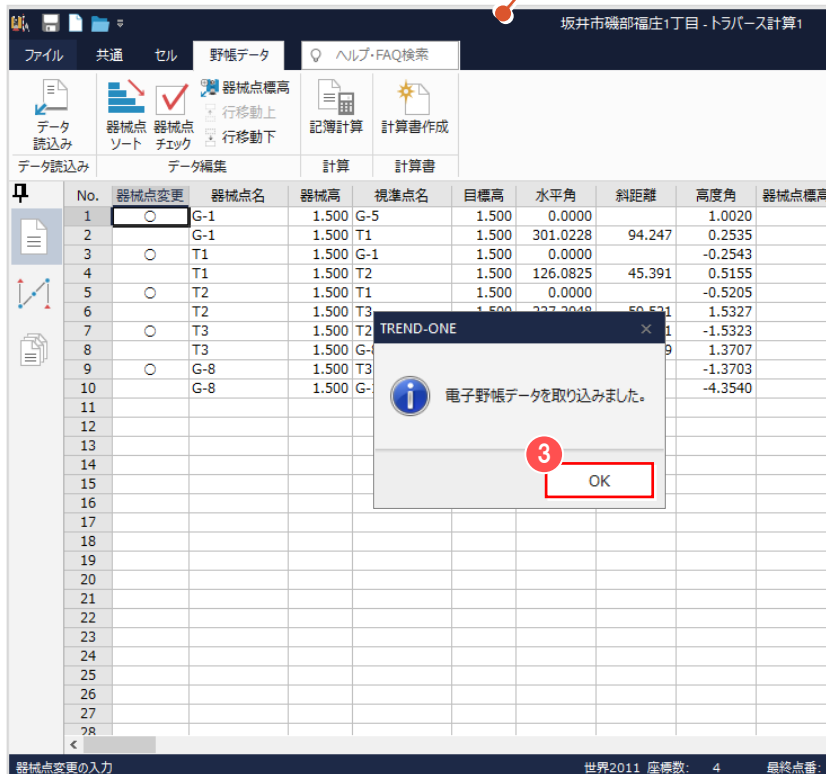 坂井市磯部福庄1丁目 - トラバース計算1
ファイル 共通 セル 野帳データ ヘルプ・FAQ検索
データ読込み
器械点ソート
器械点チェック
器械点標高
行移動上
行移動下
記簿計算
計算書作成
データ読込み データ編集 計算 計算書
No. 器械点変更 器械点名 器械高 視準点名 目標高 水平角 斜距離 高度角 器械点標高
1 ○ G-1 1.500 G-5 1.500 0.0000 1.0020
2 G-1 1.500 T1 1.500 301.0228 94.247 0.2535
3 ○ T1 1.500 G-1 1.500 0.0000 -0.2543
4 T1 1.500 T2 1.500 126.0825 45.391 0.5155
5 ○ T2 1.500 T1 1.500 0.0000 -0.5205
6 T2 1.500 T3 1.5327
7 ○ T3 1.500 T2 1 -1.5323
8 T3 1.500 G- 9 1.3707
9 ○ G-8 1.500 T3 -1.3703
10 G-8 1.500 G- -4.3540
11
12
13
14
15
16
17
18
19
20
21
22
23
24
25
26
27
28
TREND-ONE
電子野帳データを取り込みました。
3
OK
器械点変更の入力 世界2011 座標数: 4 最終点番: